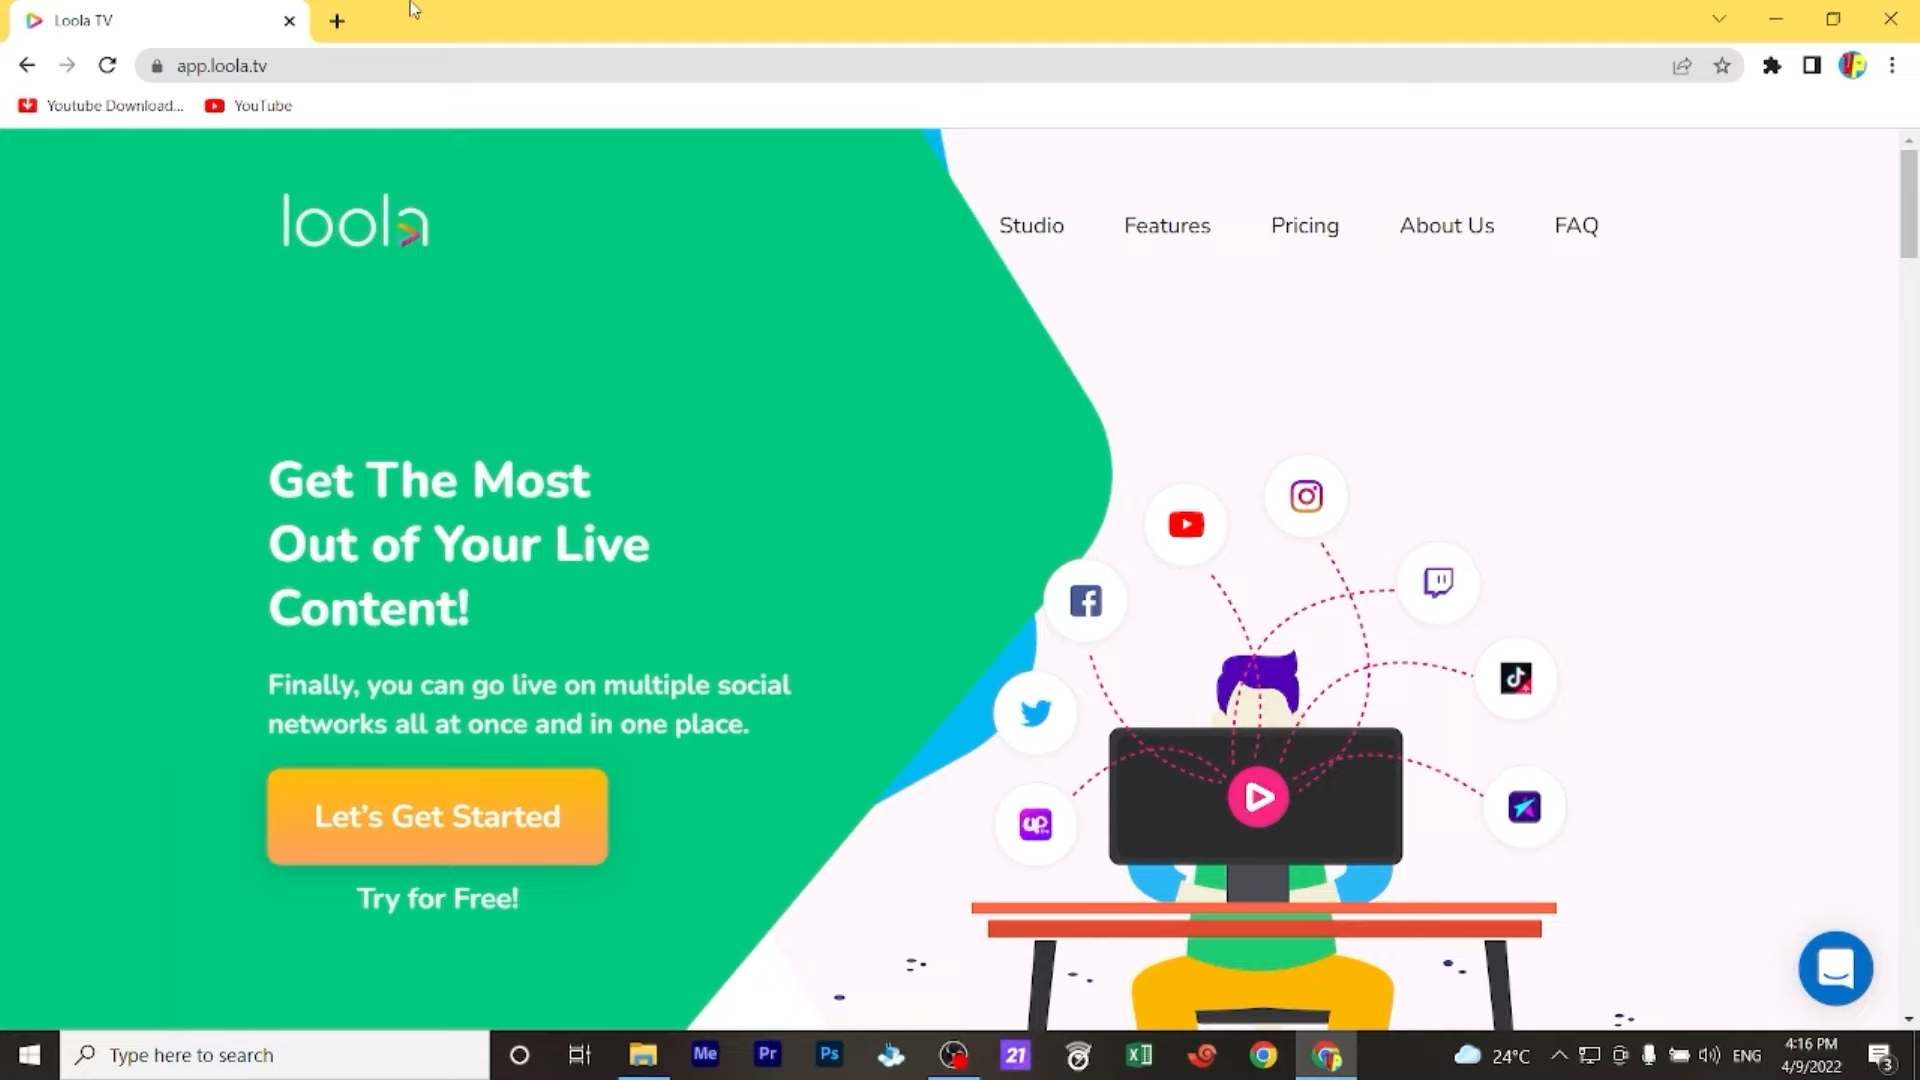 Loola TV
app.loola.tv
Youtube Download... YouTube
loola
Studio Features Pricing About Us FAQ
Get The Most
Out of Your Live
Content!
Finally, you can go live on multiple social
networks all at once and in one place.
Let's Get Started
Try for Free!
up
Type here to search
Me Pr Ps 21
24°C ENG
4:16 PM
4/9/2022
3